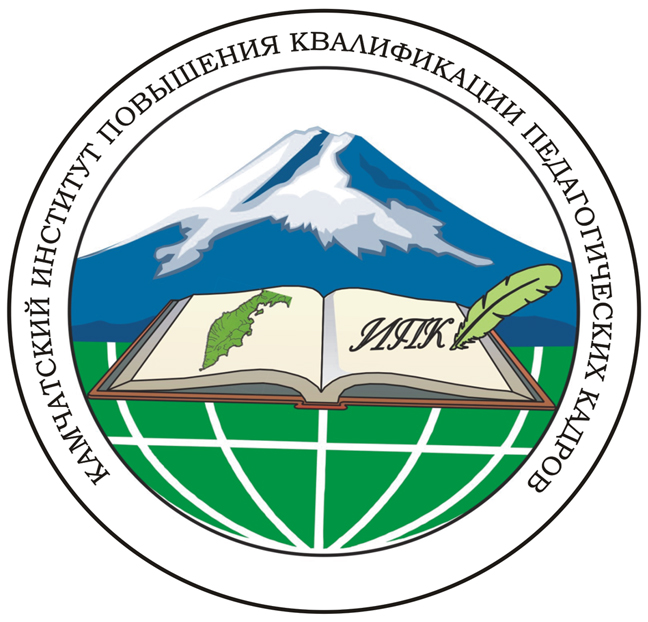 КАМЧАТСКИЙ ИНСТИТУТ ПОВЫШЕНИЯ КВАЛИФИКАЦИИ ПЕДАГОГИЧЕСКИХ КАДРОВ
ИПК